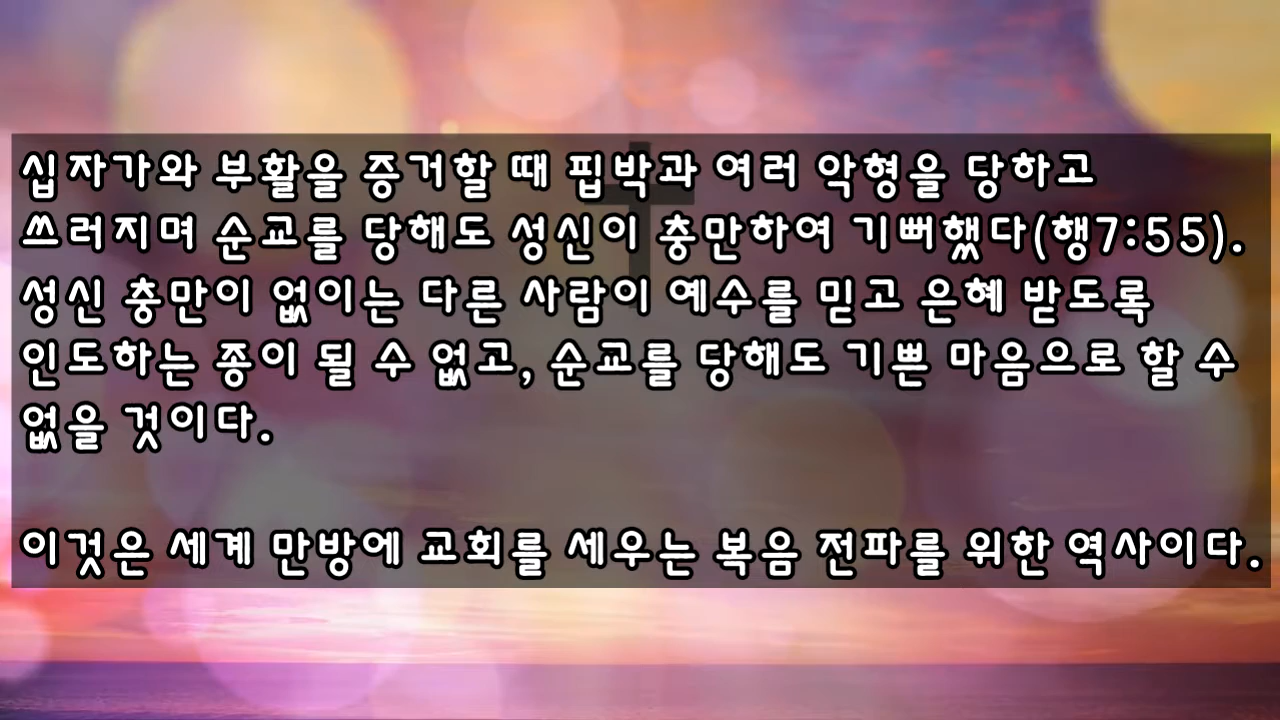 십자가와 부활을 증거할 때 핍박과 여러 악형을 당하고
쓰러지며 순교를 당해도 성신이 충만하여 기뻐했다(행7:55).
성신 충만이 없이는 다른 사람이 예수를 믿고 은혜 받도록
인도하는 종이 될 수 없고, 순교를 당해도 기쁜 마음으로 할 수
없을 것이다.
이것은 세계 만방에 교회를 세우는 복음 전파를 위한 역사이다.